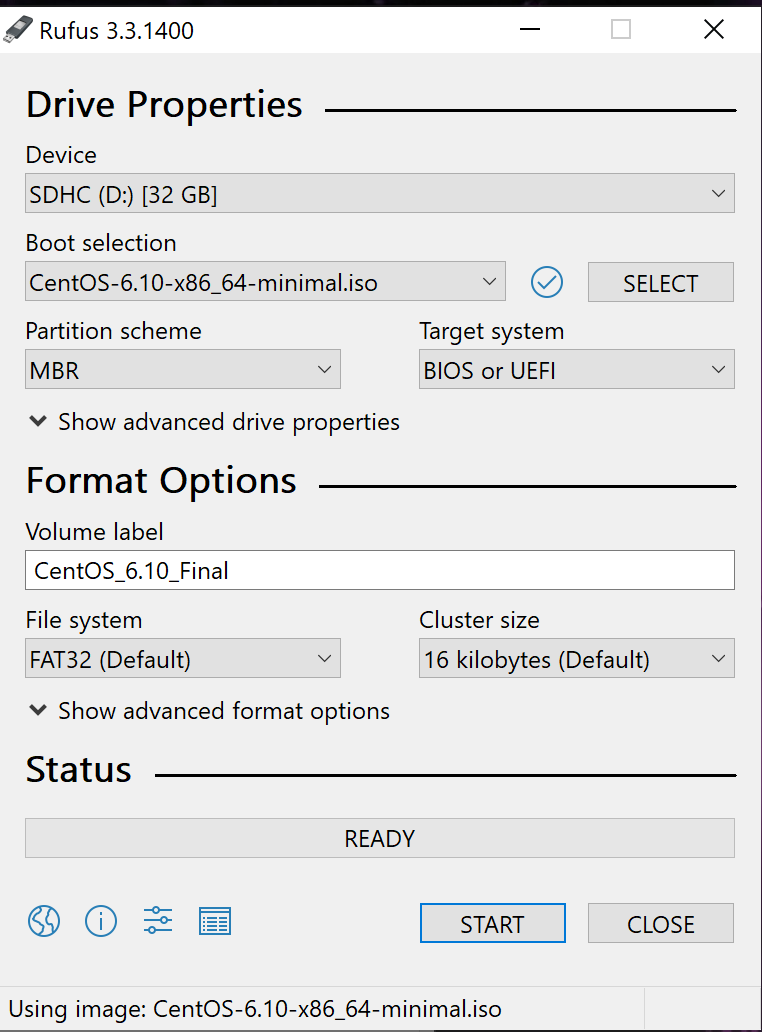 Rufus 3.3.1400
Drive Properties
Device
SDHC (D:) [32 GB]
Boot selection
CentOS-6.10-x86_64-minimal.iso
SELECT
Partition scheme
Target system
MBR
BIOS or UEFI
Show advanced drive properties
Format Options
Volume label
CentOS_6.10_Final
File system
Cluster size
FAT32 (Default)
16 kilobytes (Default)
Show advanced format options
Status
READY
START
CLOSE
Using image: CentOS-6.10-x86_64-minimal.iso